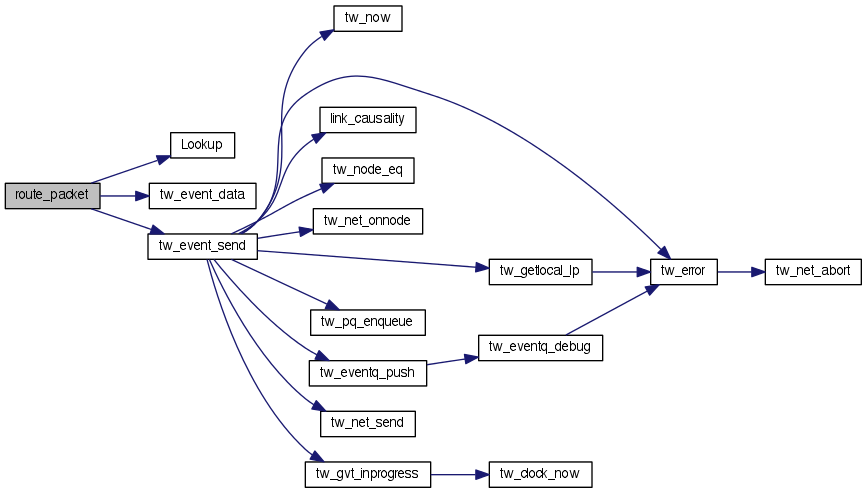 tw_now
link_causality
Lookup
tw_node_eq
route_packet
tw_event_data
tw_net_onnode
tw_event_send
tw_getlocal_lp
tw_error
tw_net_abort
tw_pq_enqueue
tw_eventq_debug
tw_eventq_push
tw_net_send
tw_gvt_inprogress
tw_clock_now